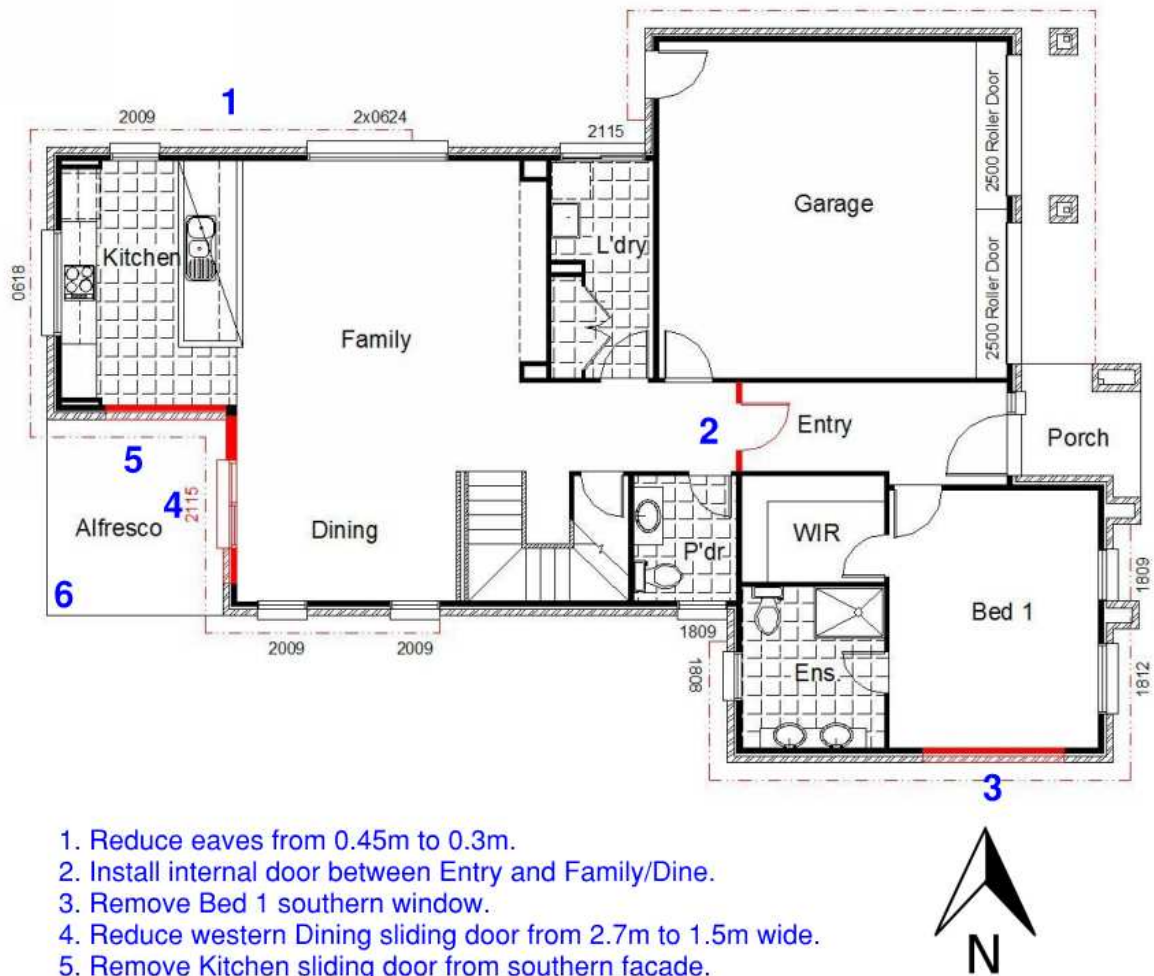 1
2009
2x0624
2115
2500 Roller Door
Garage
Kitchen
L'dry
0618
Family
2500 Roller Door
2
Entry
Porch
5
4
2115
Alfresco
Dining
P'dr
WIR
6
1809
Bed 1
2009
2009
1809
1808
Ens.
1812
3
1. Reduce eaves from 0.45m to 0.3m.
2. Install internal door between Entry and Family/Dine.
3. Remove Bed 1 southern window.
4. Reduce western Dining sliding door from 2.7m to 1.5m wide.
5. Remove Kitchen sliding door from southern facade.
N